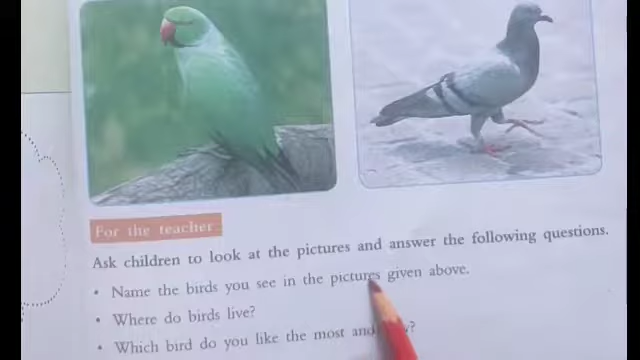 For the teacher
Ask children to look at the pictures and answer the following questions.
• Name the birds you see in the pictures given above.
• Where do birds live?
• Which bird do you like the most and ?